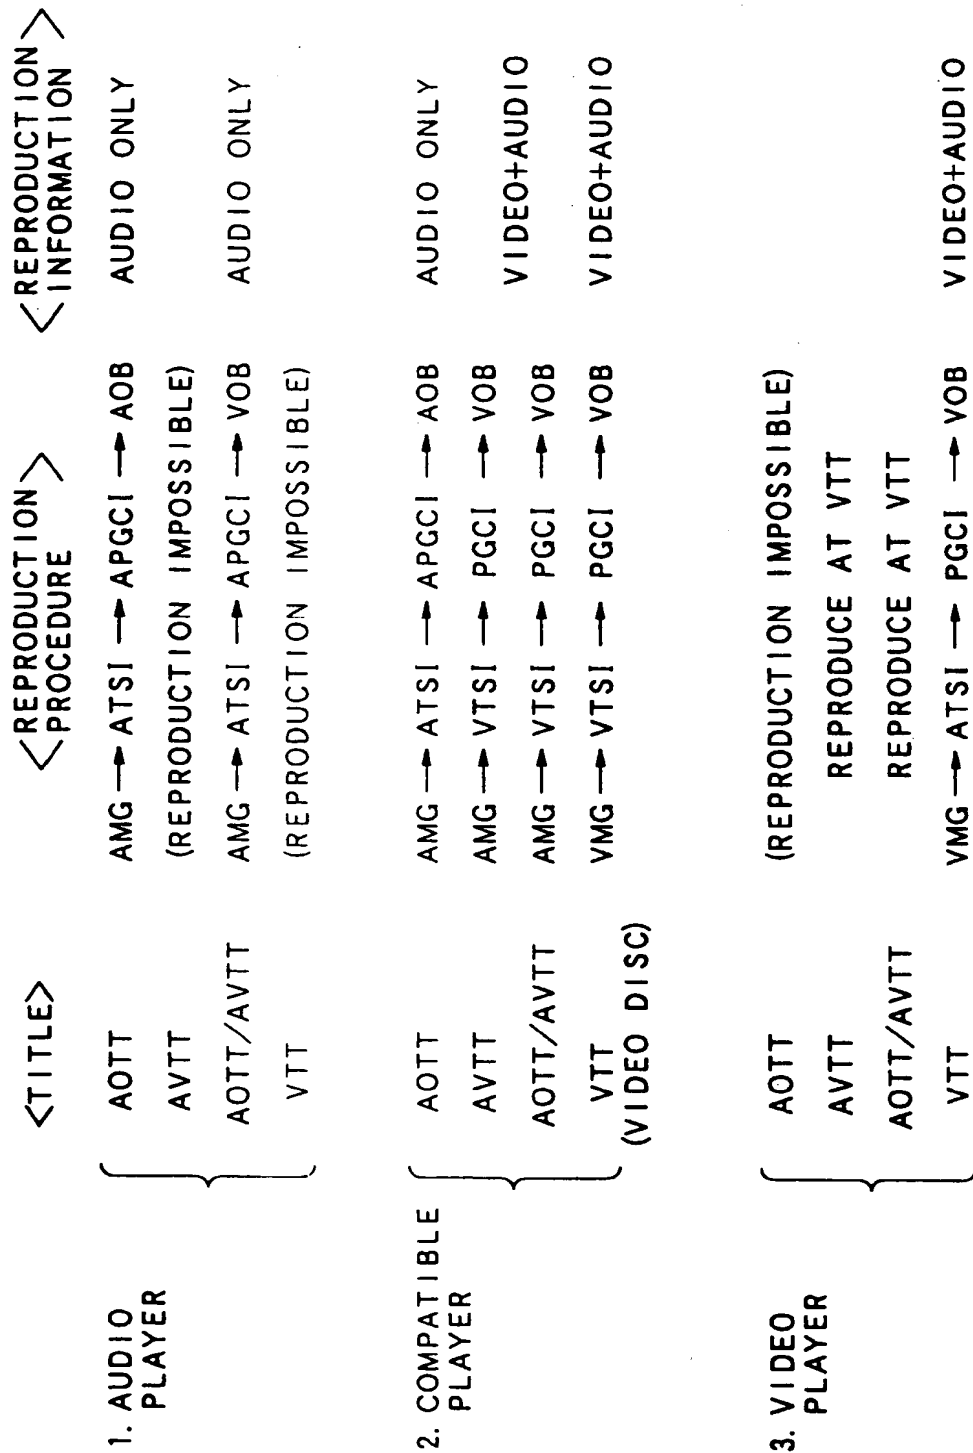 <TITLE> <REPRODUCTION PROCEDURE> <REPRODUCTION INFORMATION>
1. AUDIO PLAYER
AOTT AMG → ATSI → APGCI → AOB AUDIO ONLY
AVTT (REPRODUCTION IMPOSSIBLE)
AOTT/AVTT AMG → ATSI → APGCI → VOB AUDIO ONLY
VTT (REPRODUCTION IMPOSSIBLE)
2. COMPATIBLE PLAYER
AOTT AMG → ATSI → APGCI → AOB AUDIO ONLY
AVTT AMG → VTSI → PGCI → VOB VIDEO+AUDIO
AOTT/AVTT AMG → VTSI → PGCI → VOB
VTT VMG → VTSI → PGCI → VOB VIDEO+AUDIO
(VIDEO DISC)
3. VIDEO PLAYER
AOTT (REPRODUCTION IMPOSSIBLE)
AVTT REPRODUCE AT VTT
AOTT/AVTT REPRODUCE AT VTT
VTT VMG → ATSI → PGCI → VOB VIDEO+AUDIO